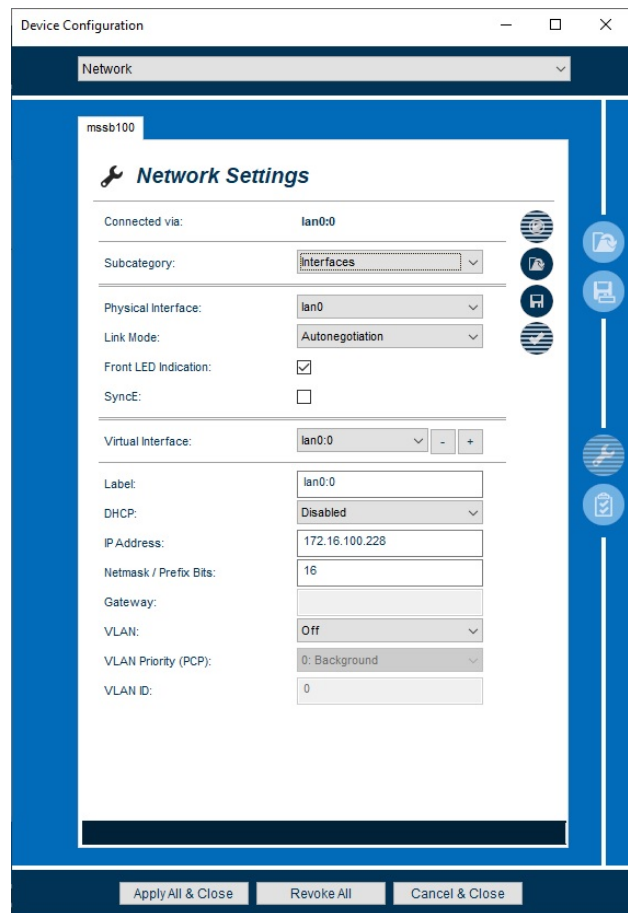 Device Configuration
Network
mssb100
Network Settings
Connected via: lan0:0
Subcategory: Interfaces
Physical Interface: lan0
Link Mode: Autonegotiation
Front LED Indication:
SyncE:
Virtual Interface: lan0:0 - +
Label: lan0:0
DHCP: Disabled
IP Address: 172.16.100.228
Netmask / Prefix Bits: 16
Gateway:
VLAN: Off
VLAN Priority (PCP): 0: Background
VLAN ID: 0
Apply All & Close Revoke All Cancel & Close